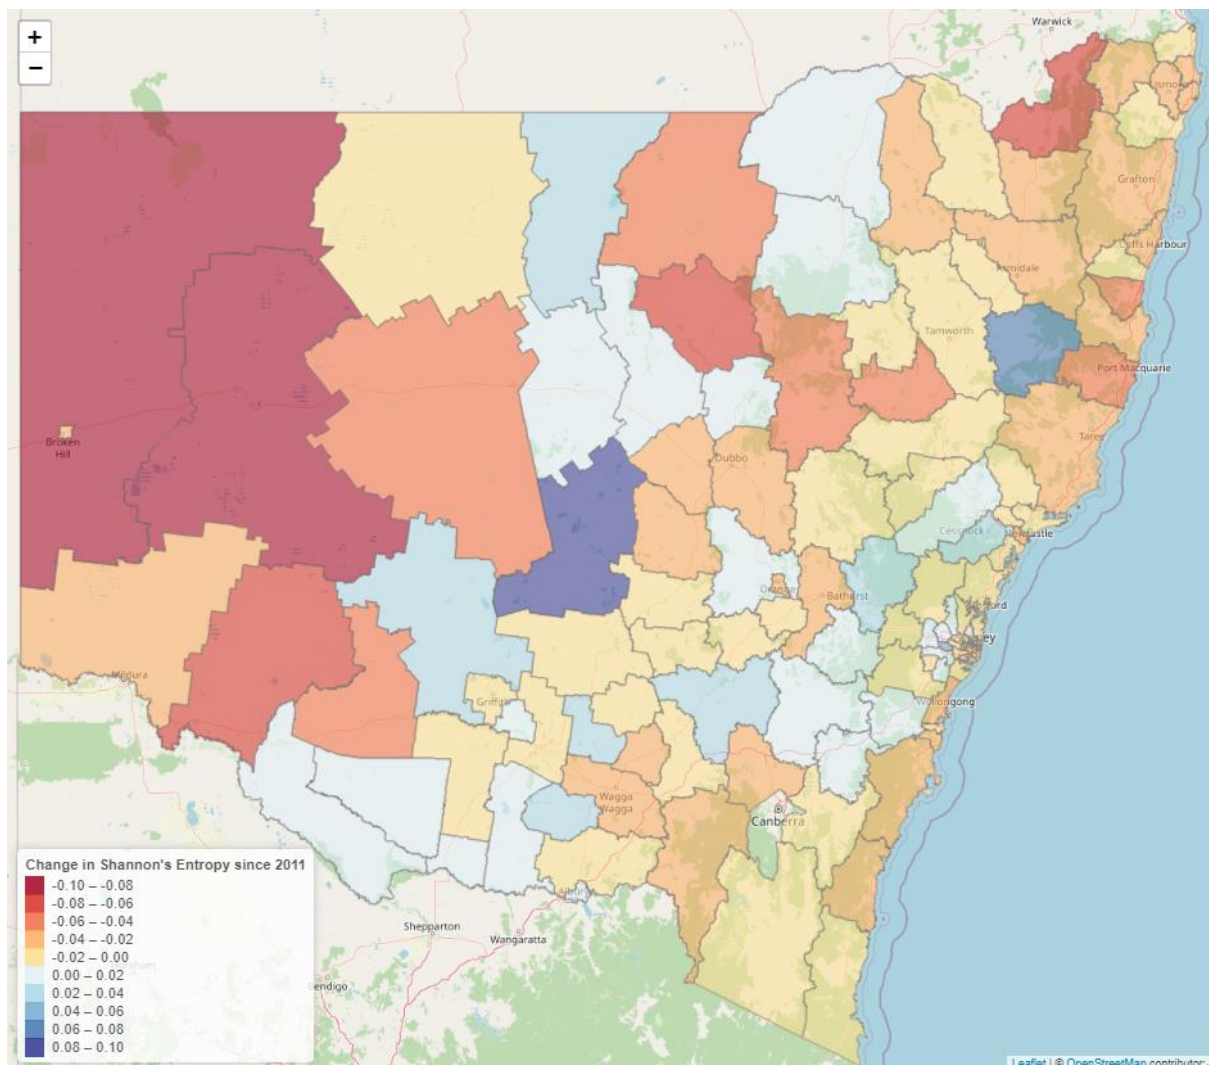 +
−
Warwick
Grafton
Coffs Harbour
Armidale
Tamworth
Port Macquarie
Broken
Hill
Taree
Dubbo
Cessnock
Newcastle
Orange
Bathurst
Mildura
Griffith
Wollongong
Wagga
Wagga
Canberra
Albury
Shepparton
Wangaratta
endigo
Change in Shannon's Entropy since 2011
-0.10 – -0.08
-0.08 – -0.06
-0.06 – -0.04
-0.04 – -0.02
-0.02 – 0.00
0.00 – 0.02
0.02 – 0.04
0.04 – 0.06
0.06 – 0.08
0.08 – 0.10
Leaflet | © OpenStreetMap contributor